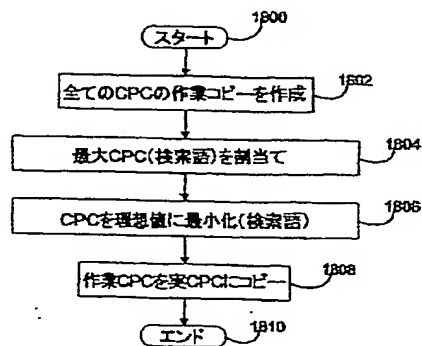 1800
スタート
1802
全てのCPCの作業コピーを作成
1804
最大CPC(検索語)を割当て
1806
CPCを理想値に最小化(検索語)
1808
作業CPCを実CPCにコピー
エンド
1810